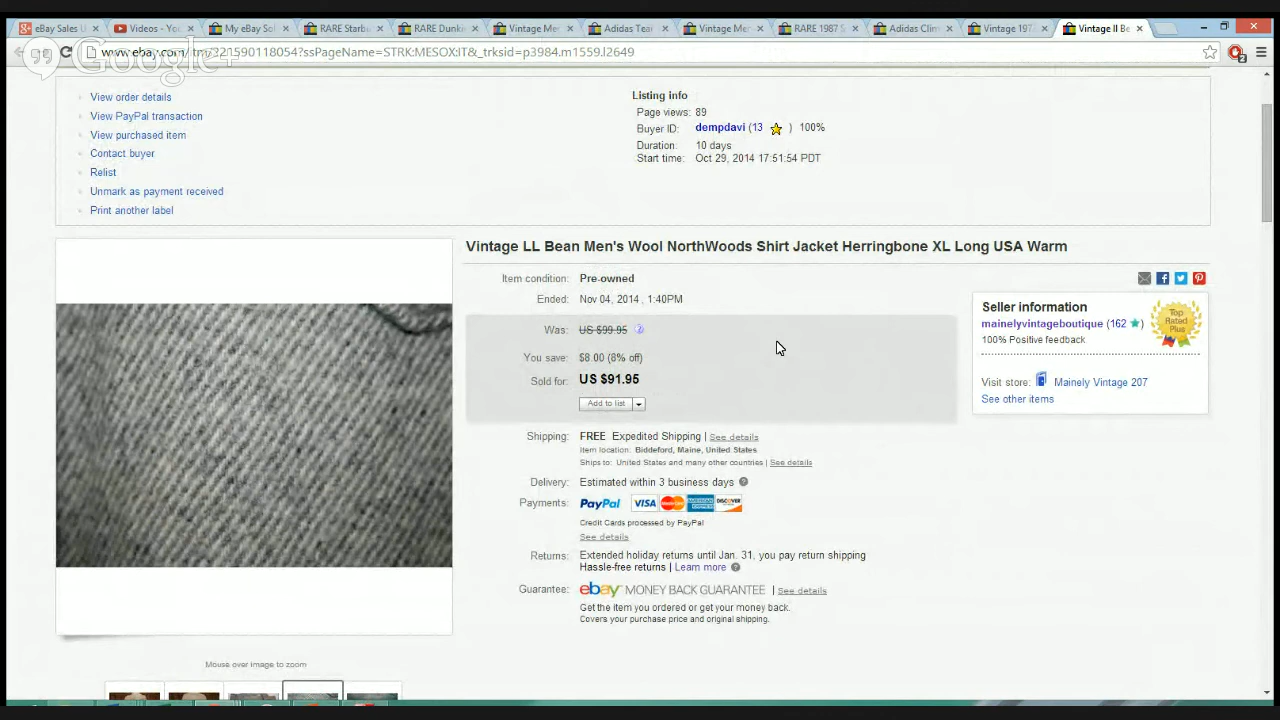 eBay Sales U
Videos - Yo
My eBay Sol
RARE Starb
RARE Dunk
Vintage Me
Adidas Tea
Vintage Me
RARE 1987 S
Adidas Clim
Vintage 197
Vintage ll Be
Google+
634
2
View order details
View PayPal transaction
View purchased item
Contact buyer
Relist
Unmark as payment received
Print another label
Listing info
Page views: 89
Buyer ID: dempdavi (13 ) 100%
Duration: 10 days
Start time: Oct 29, 2014 17:51:54 PDT
Vintage LL Bean Men's Wool NorthWoods Shirt Jacket Herringbone XL Long USA Warm
Item condition: Pre-owned
Ended: Nov 04, 2014 , 1:40PM
Was: US $99.95 ?
You save: $8.00 (8% off)
Sold for: US $91.95
Add to list
Shipping: FREE Expedited Shipping | See details
Item location: Biddeford, Maine, United States
Ships to: United States and many other countries | See details
Delivery: Estimated within 3 business days ?
Payments: PayPal VISA MasterCard AMERICAN EXPRESS DISCOVER
Credit Cards processed by PayPal
See details
Returns: Extended holiday returns until Jan. 31, you pay return shipping
Hassle-free returns | Learn more ?
Guarantee: ebay MONEY BACK GUARANTEE | See details
Get the item you ordered or get your money back.
Covers your purchase price and original shipping.
Seller information
mainelyvintageboutique (162 )
100% Positive feedback
Top
Rated
Plus
Visit store: Mainely Vintage 207
See other items
Mouse over image to zoom